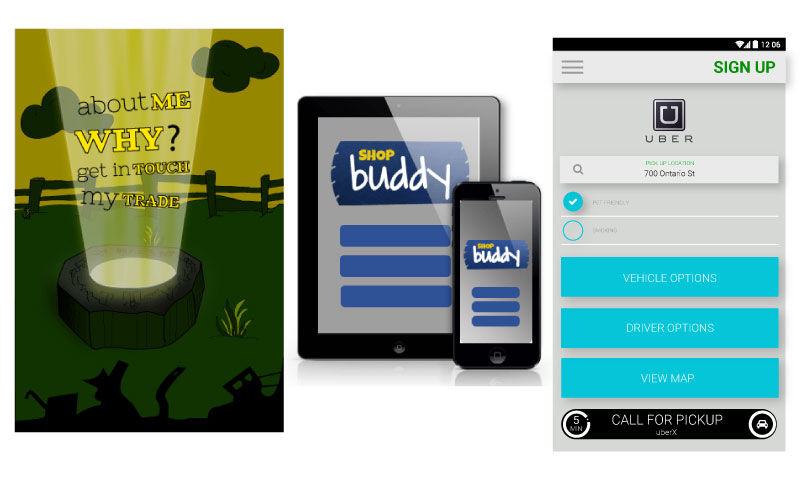 about ME
WHY?
get in TOUCH
my TRADE
SHOP
buddy
SHOP
buddy
12 06
SIGN UP
U
UBER
PICK UP LOCATION
700 Ontario St
PET FRIENDLY
SMOKING
VEHICLE OPTIONS
DRIVER OPTIONS
VIEW MAP
5
MIN
CALL FOR PICKUP
uberX